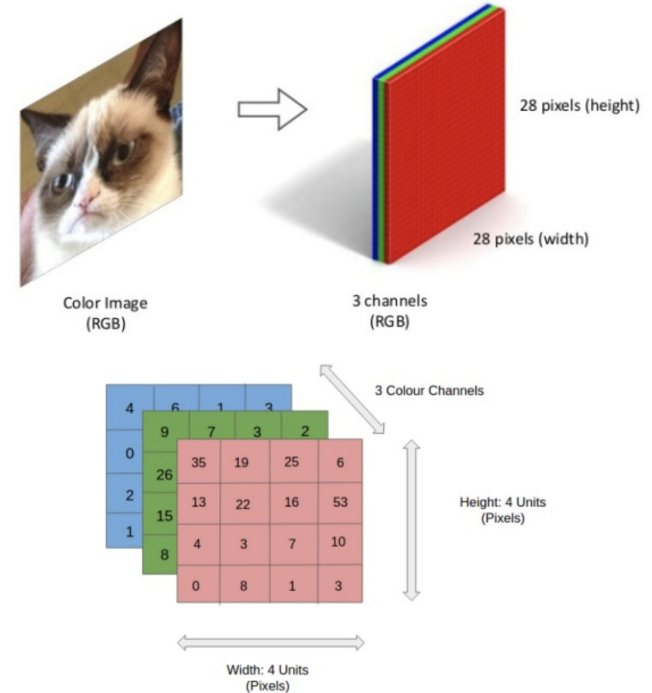 28 pixels (height)
28 pixels (width)
Color Image
(RGB)
3 channels
(RGB)
3 Colour Channels
4 6 1 3
9 7 3 2
0
35 19 25 6
26
13 22 16 53
2
15
4 3 7 10
1
8
0 8 1 3
Height: 4 Units
(Pixels)
Width: 4 Units
(Pixels)